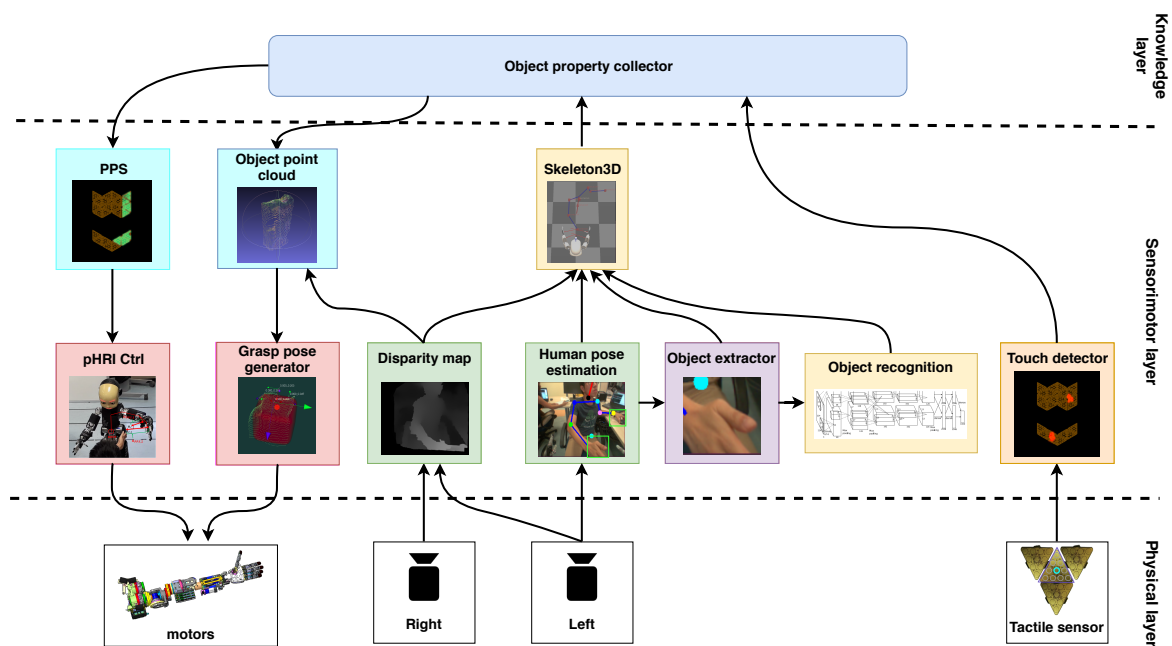 Knowledge
layer
Object property collector
PPS
Object point
cloud
Skeleton3D
Sensorimotor layer
pHRI Ctrl
Grasp pose
generator
Disparity map
Human pose
estimation
Object extractor
Object recognition
Touch detector
Physical layer
motors
Right
Left
Tactile sensor